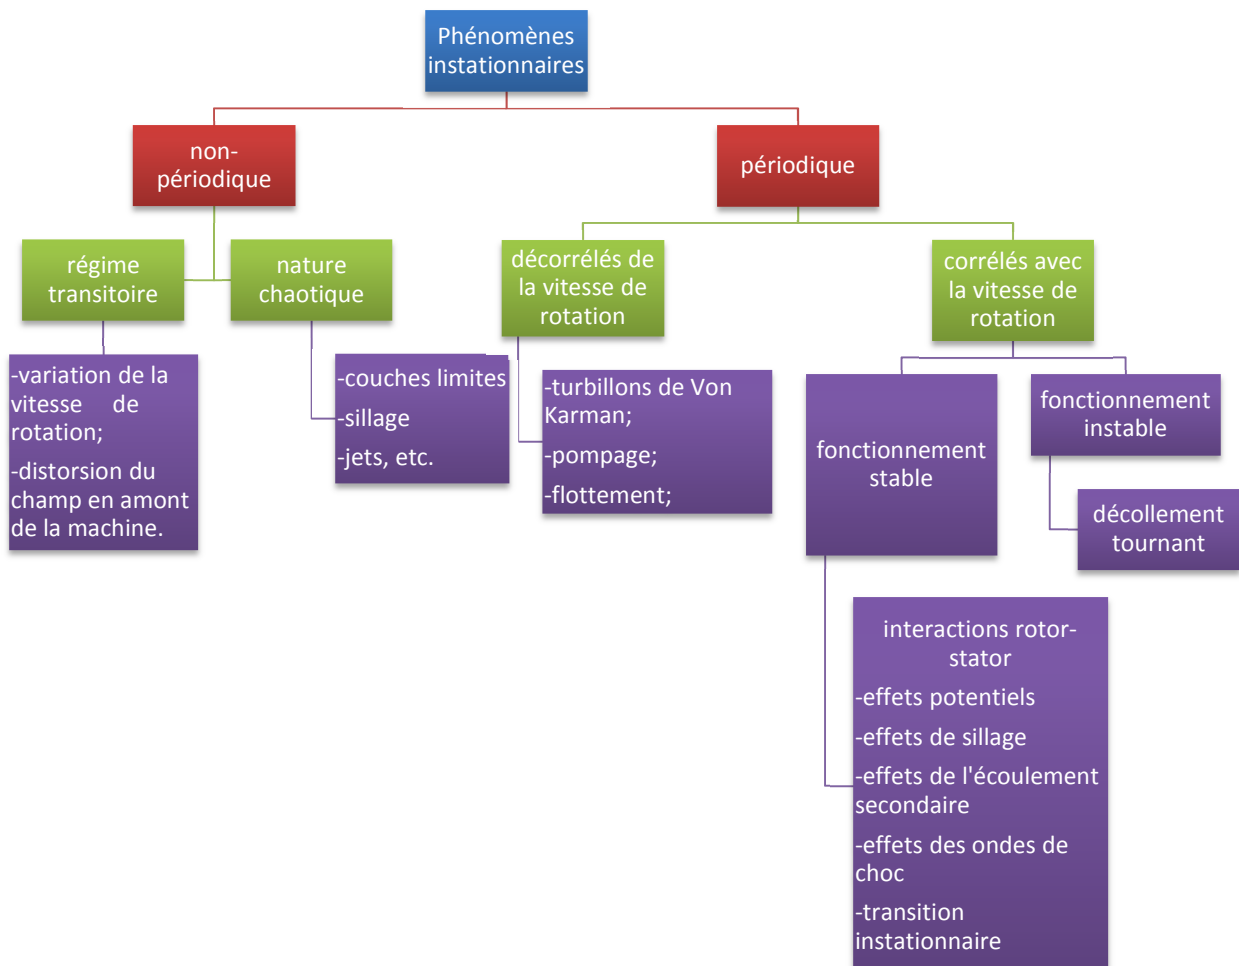 Phénomènes
instationnaires
non-
périodique
périodique
régime
transitoire
nature
chaotique
décorrélés de
la vitesse de
rotation
corrélés avec
la vitesse de
rotation
-variation de la
vitesse de
rotation;
-distorsion du
champ en amont
de la machine.
-couches limites
-sillage
-jets, etc.
-turbillons de Von
Karman;
-pompage;
-flottement;
fonctionnement
stable
fonctionnement
instable
décollement
tournant
interactions rotor-
stator
-effets potentiels
-effets de sillage
-effets de l'écoulement
secondaire
-effets des ondes de
choc
-transition
instationnaire